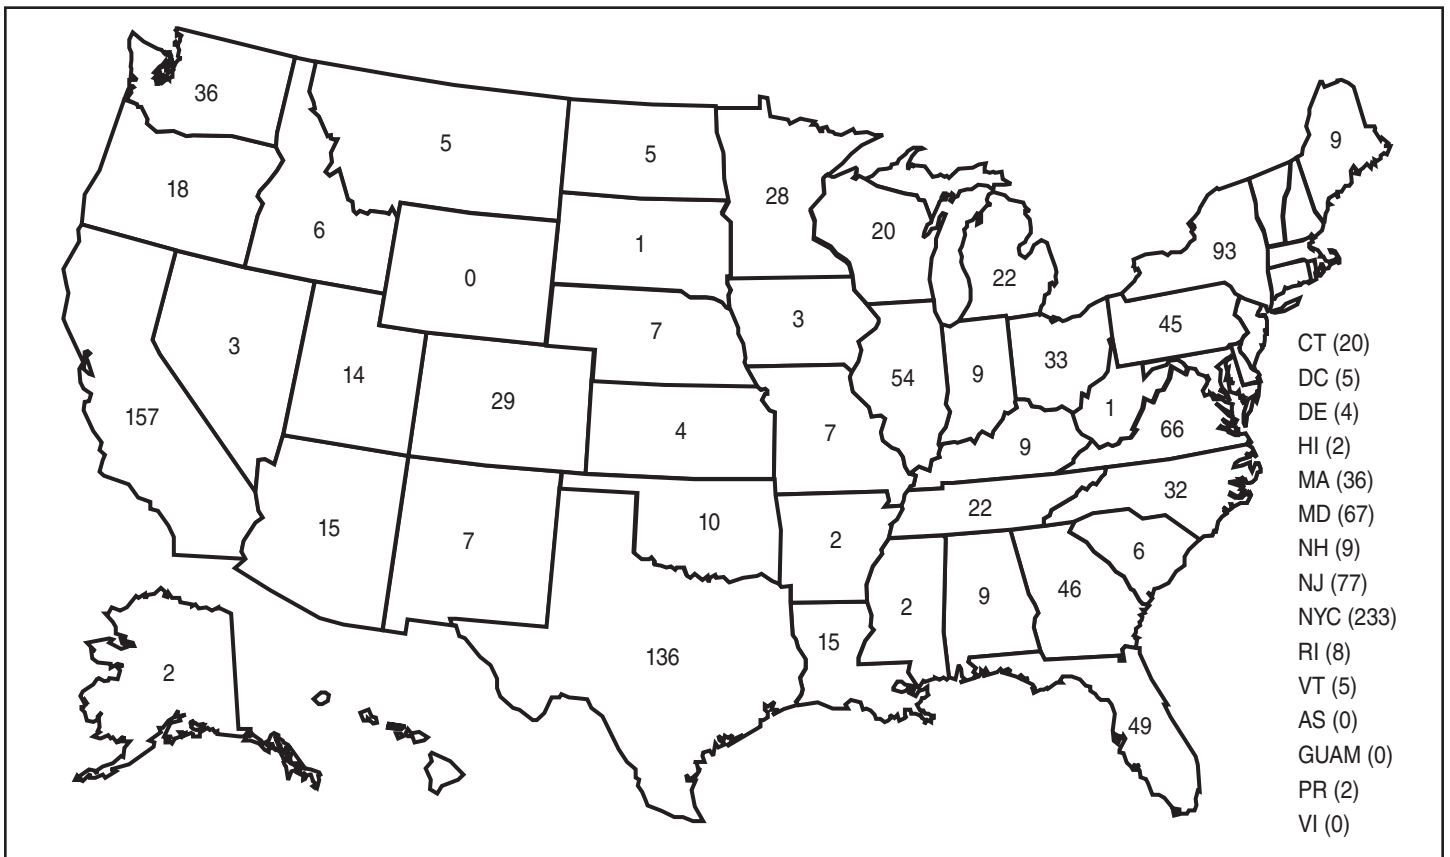 36
9
5
5
18
28
6
20
1
93
0
22
3
7
45
3
14
33
54
9
29
157
1
4
7
66
9
32
22
15
10
7
2
6
46
9
2
15
136
2
49
CT (20)
DC (5)
DE (4)
HI (2)
MA (36)
MD (67)
NH (9)
NJ (77)
NYC (233)
RI (8)
VT (5)
AS (0)
GUAM (0)
PR (2)
VI (0)